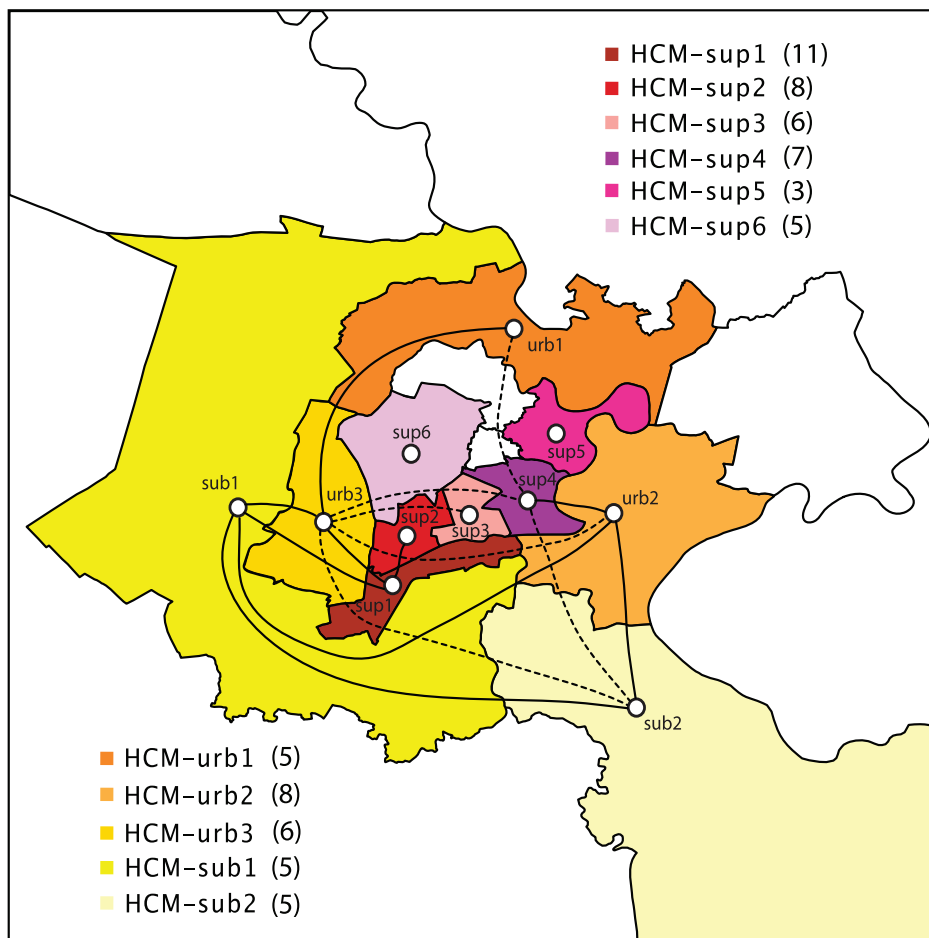 HCM-sup1 (11)
HCM-sup2 (8)
HCM-sup3 (6)
HCM-sup4 (7)
HCM-sup5 (3)
HCM-sup6 (5)
urb1
sup6
sup5
sub1
urb3
sup4
urb2
sup2
sup3
sup1
sub2
HCM-urb1 (5)
HCM-urb2 (8)
HCM-urb3 (6)
HCM-sub1 (5)
HCM-sub2 (5)